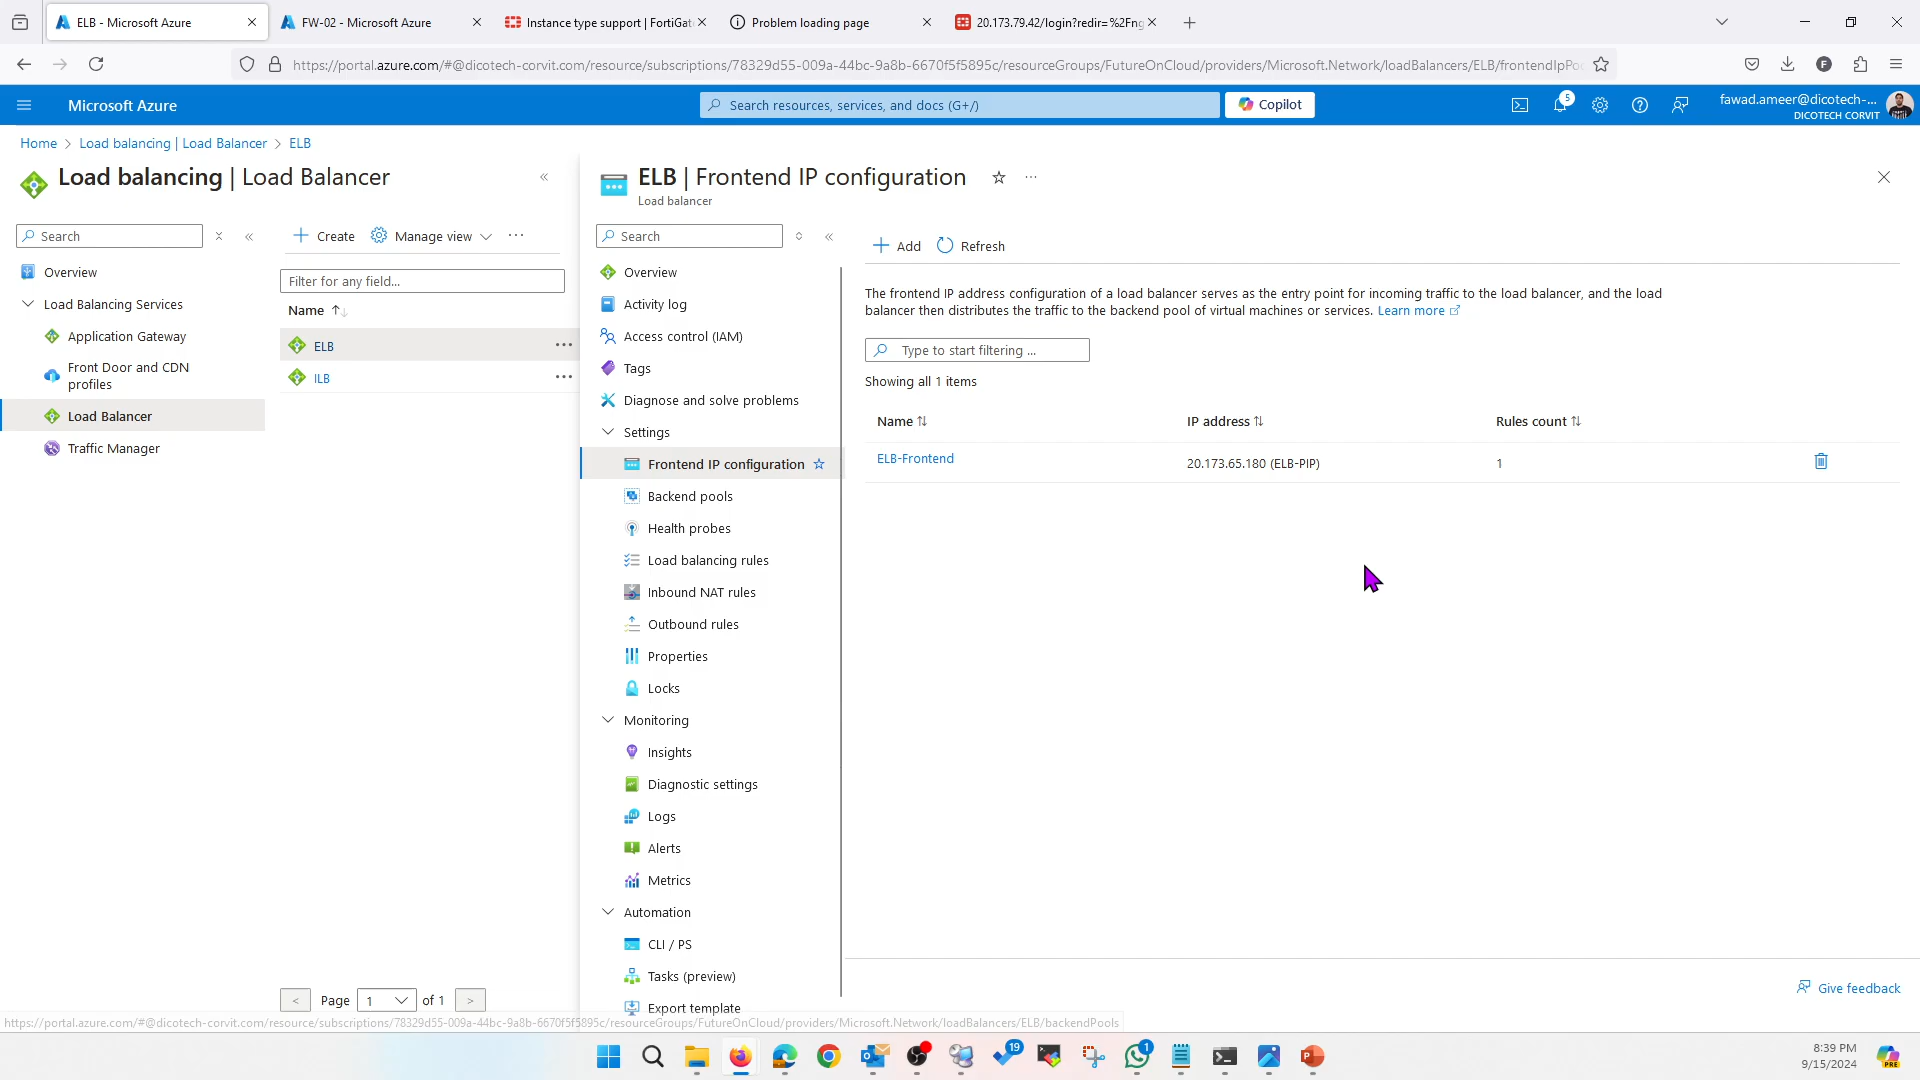 ELB - Microsoft Azure
FW-02 - Microsoft Azure
Instance type support | FortiGat
Problem loading page
20.173.79.42/login?redir=%2Fng
https://portal.azure.com/#@dicotech-corvit.com/resource/subscriptions/78329d55-009a-44bc-9a8b-6670f5f5895c/resourceGroups/FutureOnCloud/providers/Microsoft.Network/loadBalancers/ELB/frontendIpPo
Microsoft Azure
Search resources, services, and docs (G+/)
Copilot
5
fawad.ameer@dicotech-...
DICOTECH CORVIT
Home > Load balancing | Load Balancer > ELB
Load balancing | Load Balancer
Search
Overview
Load Balancing Services
Application Gateway
Front Door and CDN
profiles
Load Balancer
Traffic Manager
Create
Manage view
Filter for any field...
Name
ELB
ILB
< Page 1 of 1 >
ELB | Frontend IP configuration
Load balancer
Search
Overview
Activity log
Access control (IAM)
Tags
Diagnose and solve problems
Settings
Frontend IP configuration
Backend pools
Health probes
Load balancing rules
Inbound NAT rules
Outbound rules
Properties
Locks
Monitoring
Insights
Diagnostic settings
Logs
Alerts
Metrics
Automation
CLI / PS
Tasks (preview)
Export template
Add
Refresh
The frontend IP address configuration of a load balancer serves as the entry point for incoming traffic to the load balancer, and the load
balancer then distributes the traffic to the backend pool of virtual machines or services. Learn more
Type to start filtering ...
Showing all 1 items
Name IP address Rules count
ELB-Frontend 20.173.65.180 (ELB-PIP) 1
Give feedback
https://portal.azure.com/#@dicotech-corvit.com/resource/subscriptions/78329d55-009a-44bc-9a8b-6670f5f5895c/resourceGroups/FutureOnCloud/providers/Microsoft.Network/loadBalancers/ELB/backendPools
19
1
8:39 PM
9/15/2024
PRE